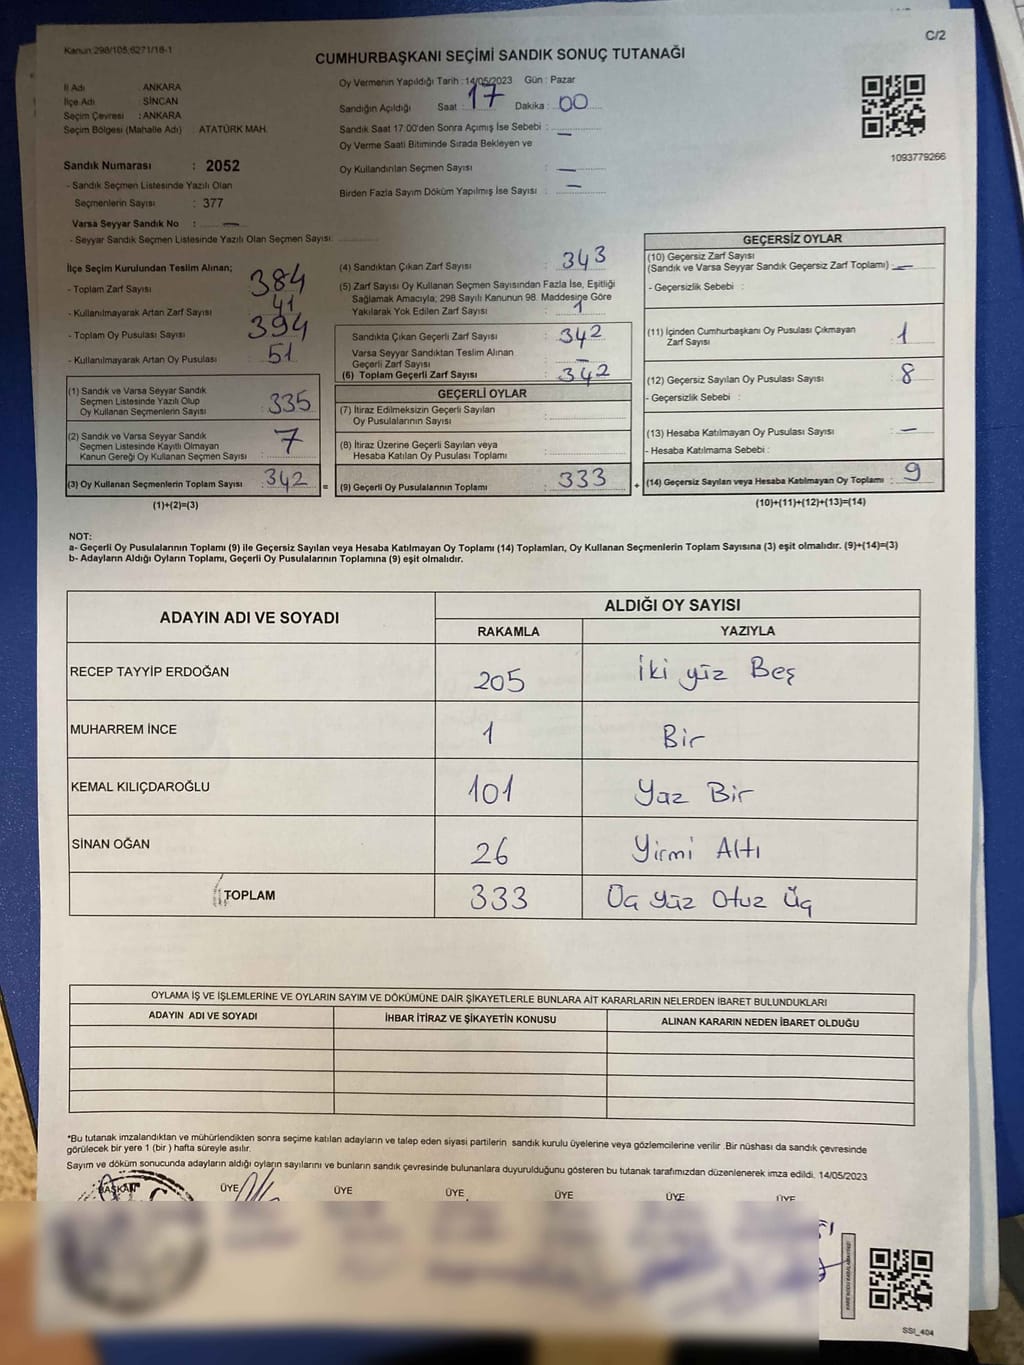 Kanun:298/105;6271/18-1
C/2
CUMHURBAŞKANI SEÇİMİ SANDIK SONUÇ TUTANAĞI
İl Adı : ANKARA
İlçe Adı : SİNCAN
Seçim Çevresi : ANKARA
Seçim Bölgesi (Mahalle Adı) : ATATÜRK MAH.
Sandık Numarası : 2052
- Sandık Seçmen Listesinde Yazılı Olan
Seçmenlerin Sayısı : 377
Varsa Seyyar Sandık No : —
- Seyyar Sandık Seçmen Listesinde Yazılı Olan Seçmen Sayısı:
Oy Vermenin Yapıldığı Tarih : 14/05/2023 Gün : Pazar
Sandığın Açıldığı Saat : 17 Dakika : 00
Sandık Saat 17.00'den Sonra Açımış İse Sebebi : —
Oy Verme Saati Bitiminde Sırada Bekleyen ve
Oy Kullandırılan Seçmen Sayısı : —
Birden Fazla Sayım Döküm Yapılmış İse Sayısı : —
1093779266
İlçe Seçim Kurulundan Teslim Alınan;
- Toplam Zarf Sayısı : 384
- Kullanılmayarak Artan Zarf Sayısı : 41
- Toplam Oy Pusulası Sayısı : 394
- Kullanılmayarak Artan Oy Pusulası : 51
(1) Sandık ve Varsa Seyyar Sandık
Seçmen Listesinde Yazılı Olup
Oy Kullanan Seçmenlerin Sayısı : 335
(2) Sandık ve Varsa Seyyar Sandık
Seçmen Listesinde Kayıtlı Olmayan
Kanun Gereği Oy Kullanan Seçmen Sayısı : 7
(3) Oy Kullanan Seçmenlerin Toplam Sayısı : 342
(1)+(2)=(3)
(4) Sandıktan Çıkan Zarf Sayısı : 343
(5) Zarf Sayısı Oy Kullanan Seçmen Sayısından Fazla İse, Eşitliği
Sağlamak Amacıyla; 298 Sayılı Kanunun 98. Maddesine Göre
Yakılarak Yok Edilen Zarf Sayısı : 1
Sandıkta Çıkan Geçerli Zarf Sayısı : 342
Varsa Seyyar Sandıktan Teslim Alınan
Geçerli Zarf Sayısı : —
(6) Toplam Geçerli Zarf Sayısı : 342
GEÇERLİ OYLAR
(7) İtiraz Edilmeksizin Geçerli Sayılan
Oy Pusulalarının Sayısı :
(8) İtiraz Üzerine Geçerli Sayılan veya
Hesaba Katılan Oy Pusulası Toplamı :
= (9) Geçerli Oy Pusulalarının Toplamı : 333
GEÇERSİZ OYLAR
(10) Geçersiz Zarf Sayısı
(Sandık ve Varsa Seyyar Sandık Geçersiz Zarf Toplamı) : —
- Geçersizlik Sebebi :
(11) İçinden Cumhurbaşkanı Oy Pusulası Çıkmayan
Zarf Sayısı : 1
(12) Geçersiz Sayılan Oy Pusulası Sayısı : 8
- Geçersizlik Sebebi :
(13) Hesaba Katılmayan Oy Pusulası Sayısı : —
- Hesaba Katılmama Sebebi :
+ (14) Geçersiz Sayılan veya Hesaba Katılmayan Oy Toplamı : 9
(10)+(11)+(12)+(13)=(14)
NOT:
a- Geçerli Oy Pusulalarının Toplamı (9) ile Geçersiz Sayılan veya Hesaba Katılmayan Oy Toplamı (14) Toplamları, Oy Kullanan Seçmenlerin Toplam Sayısına (3) eşit olmalıdır. (9)+(14)=(3)
b- Adayların Aldığı Oyların Toplamı, Geçerli Oy Pusulalarının Toplamına (9) eşit olmalıdır.
ADAYIN ADI VE SOYADI ALDIĞI OY SAYISI
RAKAMLA YAZIYLA
RECEP TAYYİP ERDOĞAN 205 İki yüz Beş
MUHARREM İNCE 1 Bir
KEMAL KILIÇDAROĞLU 101 Yüz Bir
SİNAN OĞAN 26 Yirmi Altı
TOPLAM 333 Üç Yüz Otuz Üç
OYLAMA İŞ VE İŞLEMLERİNE VE OYLARIN SAYIM VE DÖKÜMÜNE DAİR ŞİKAYETLERLE BUNLARA AİT KARARLARIN NELERDEN İBARET BULUNDUKLARI
ADAYIN ADI VE SOYADI İHBAR İTİRAZ VE ŞİKAYETİN KONUSU ALINAN KARARIN NEDEN İBARET OLDUĞU
*Bu tutanak imzalandıktan ve mühürlendikten sonra seçime katılan adayların ve talep eden siyasi partilerin sandık kurulu üyelerine veya gözlemcilerine verilir. Bir nüshası da sandık çevresinde
görülecek bir yere 1 (bir) hafta süreyle asılır.
Sayım ve döküm sonucunda adayların aldığı oyların sayılarını ve bunların sandık çevresinde bulunanlara duyurulduğunu gösteren bu tutanak tarafımızdan düzenlenerek imza edildi. 14/05/2023
BAŞKAN ÜYE ÜYE ÜYE ÜYE ÜYE ÜYE
SSI_404